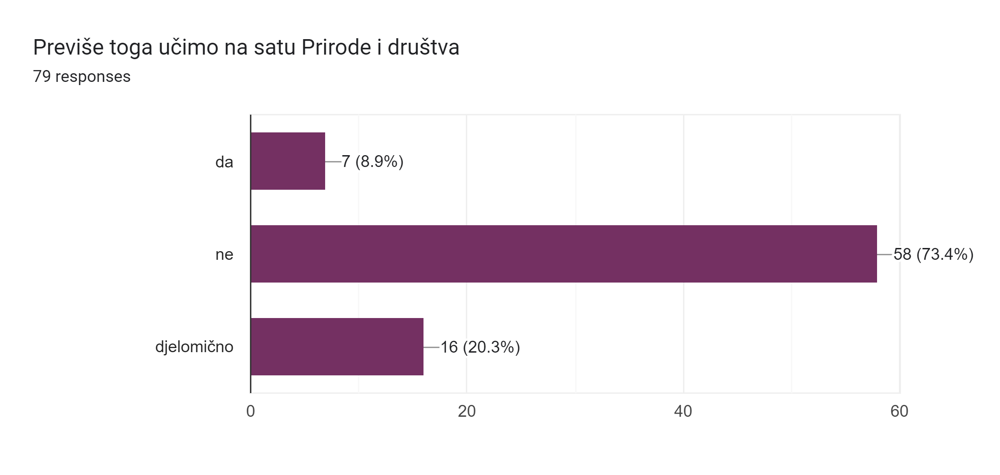 Previše toga učimo na satu Prirode i društva
79 responses
da
7 (8.9%)
ne
58 (73.4%)
djelomično
16 (20.3%)
0 20 40 60